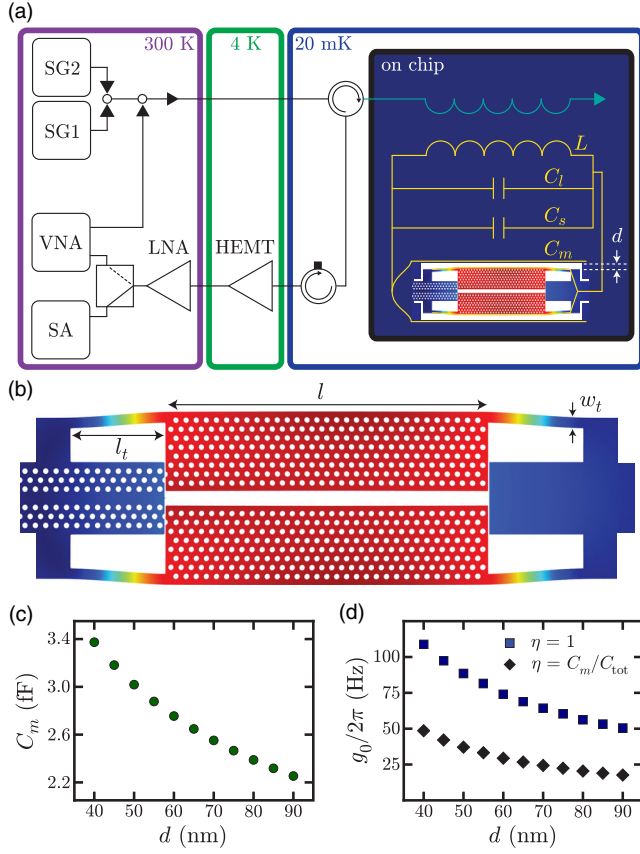 (a)
300 K
4 K
20 mK
on chip
SG2
SG1
VNA
SA
LNA
HEMT
L
C_l
C_s
C_m
d
(b)
l
w_t
l_t
(c)
C_m (fF)
3.4
3.0
2.6
2.2
40 50 60 70 80 90
d (nm)
(d)
g_0/2π (Hz)
100
75
50
25
η = 1
η = C_m/C_tot
40 50 60 70 80 90
d (nm)